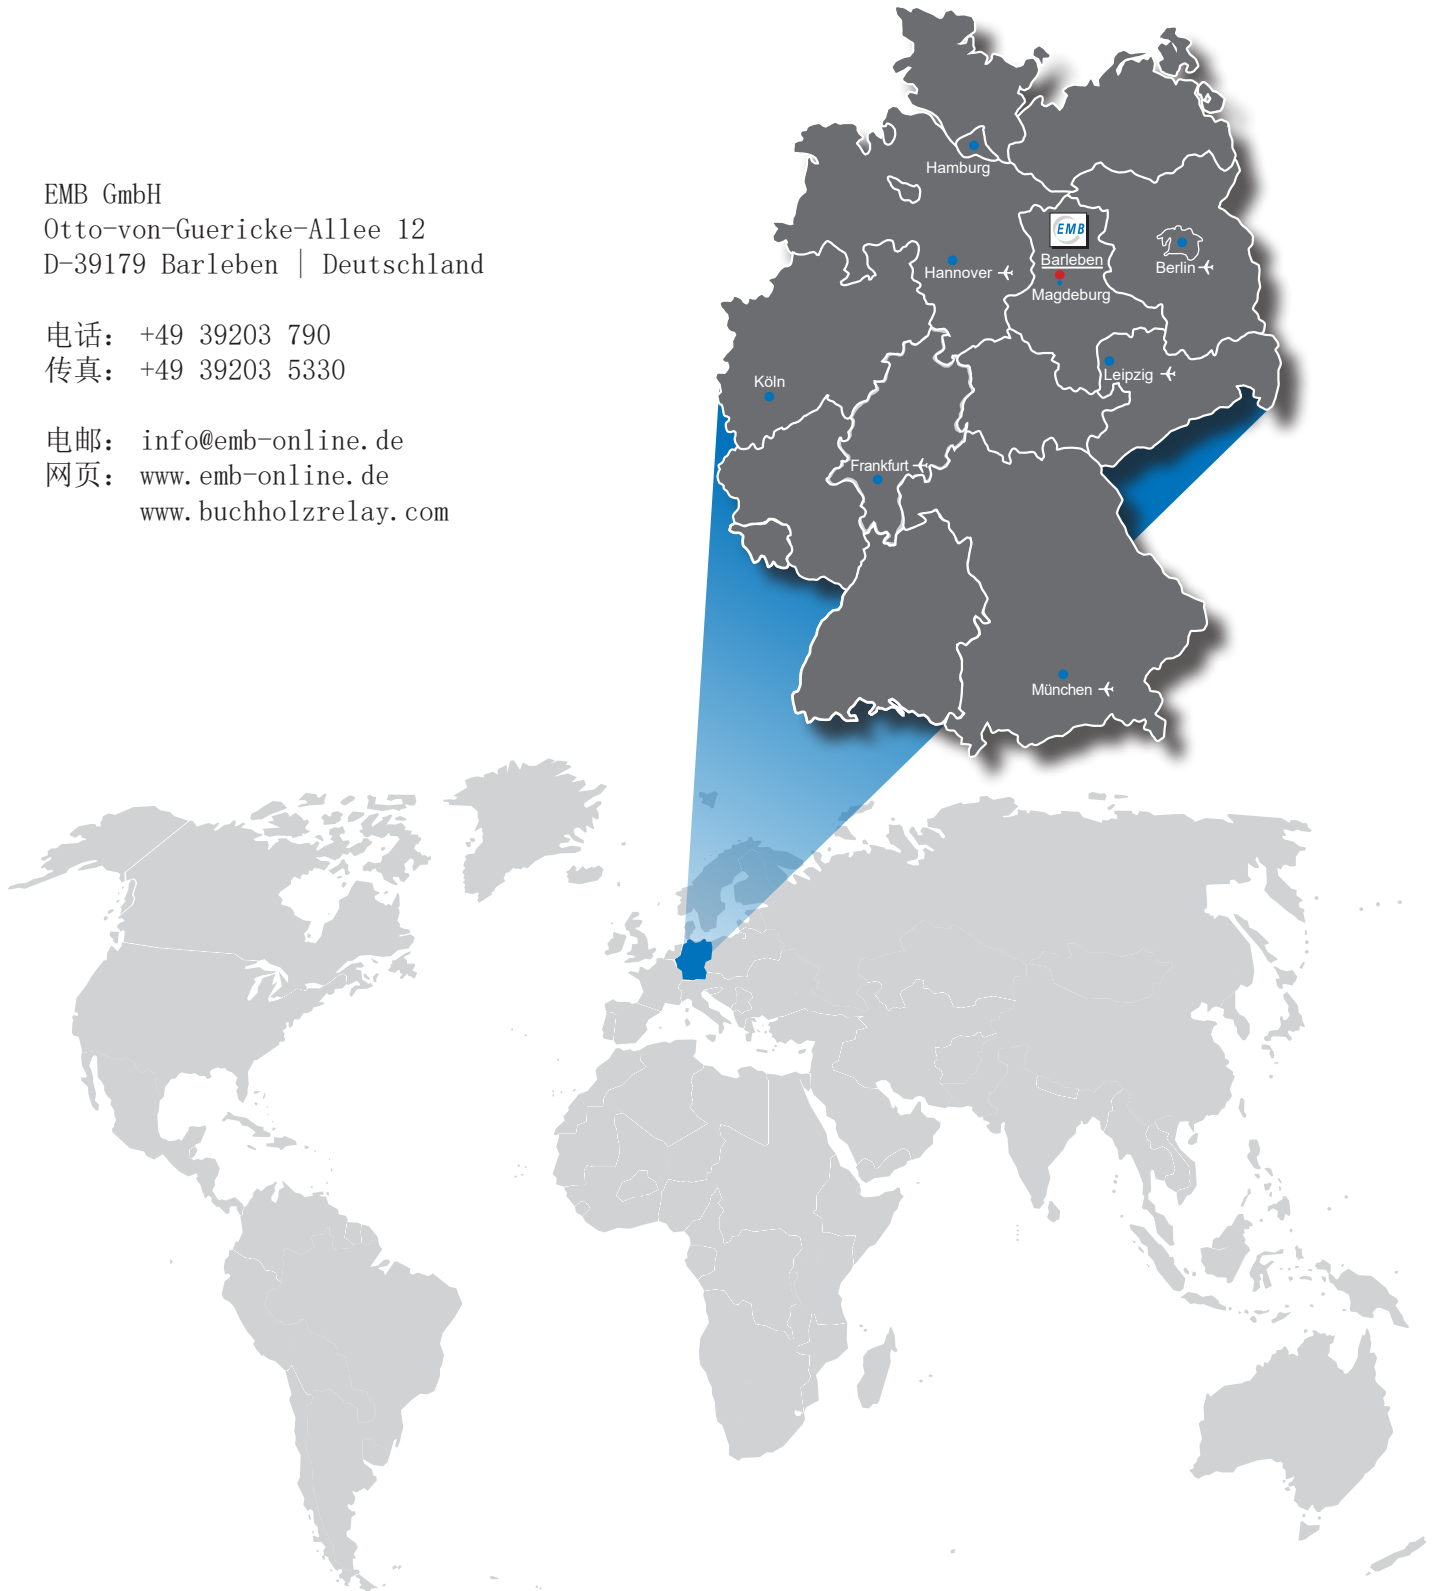 EMB GmbH
Otto-von-Guericke-Allee 12
D-39179 Barleben | Deutschland
电话： +49 39203 790
传真： +49 39203 5330
电邮： info@emb-online.de
网页： www.emb-online.de
www.buchholzrelay.com
Hamburg
EMB
Barleben
Berlin
Hannover
Magdeburg
Leipzig
Köln
Frankfurt
München